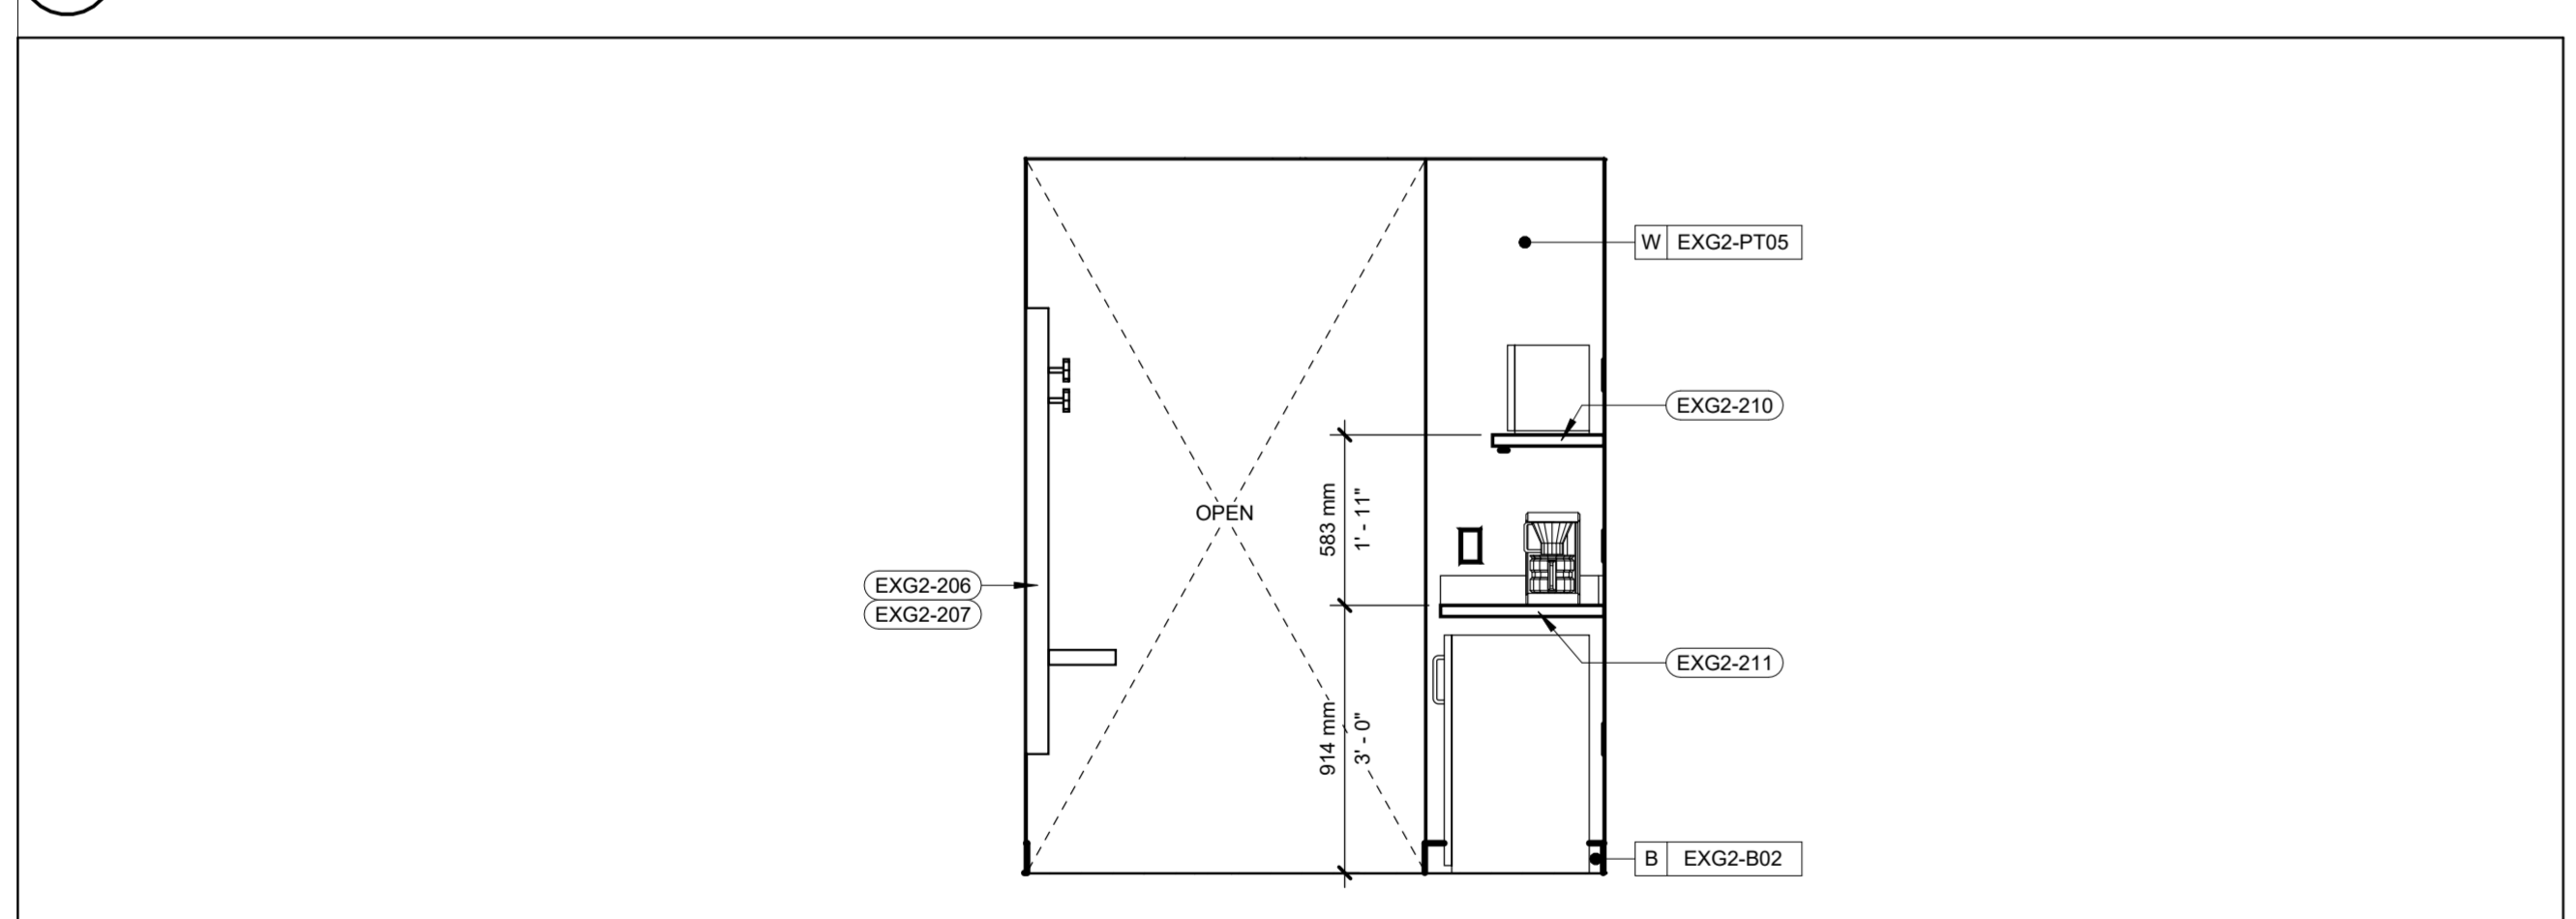 W EXG2-PT05
EXG2-210
583 mm
1' - 11"
OPEN
EXG2-206
EXG2-207
EXG2-211
914 mm
3' - 0"
B EXG2-B02